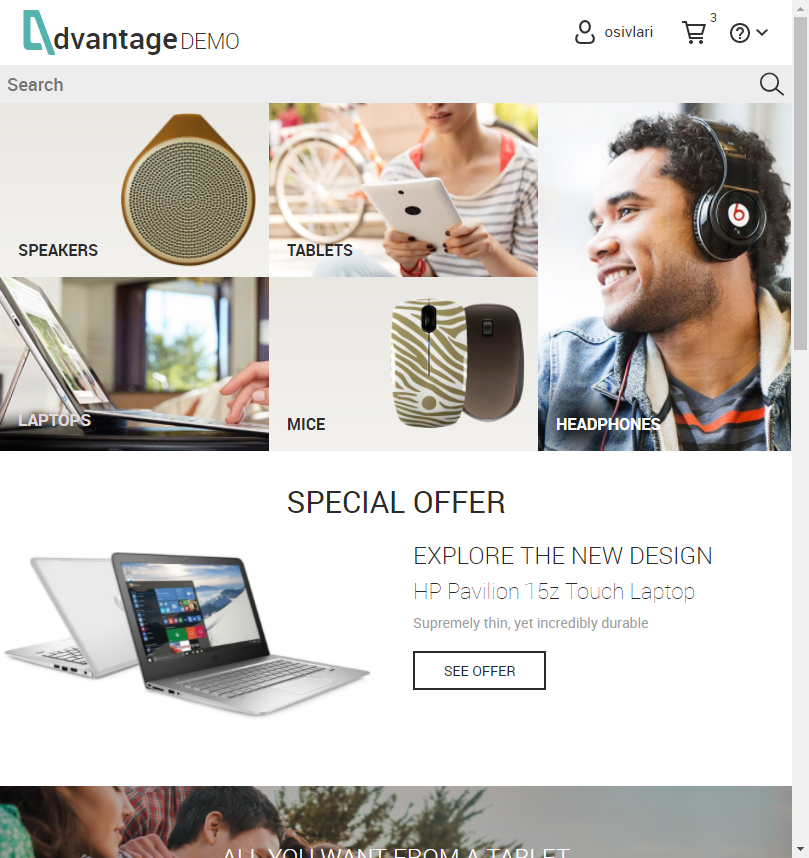 dvantage DEMO
osivlari
3
?
Search
SPEAKERS
TABLETS
LAPTOPS
MICE
HEADPHONES
SPECIAL OFFER
EXPLORE THE NEW DESIGN
HP Pavilion 15z Touch Laptop
Supremely thin, yet incredibly durable
SEE OFFER
ALL YOU WANT FROM A TABLET